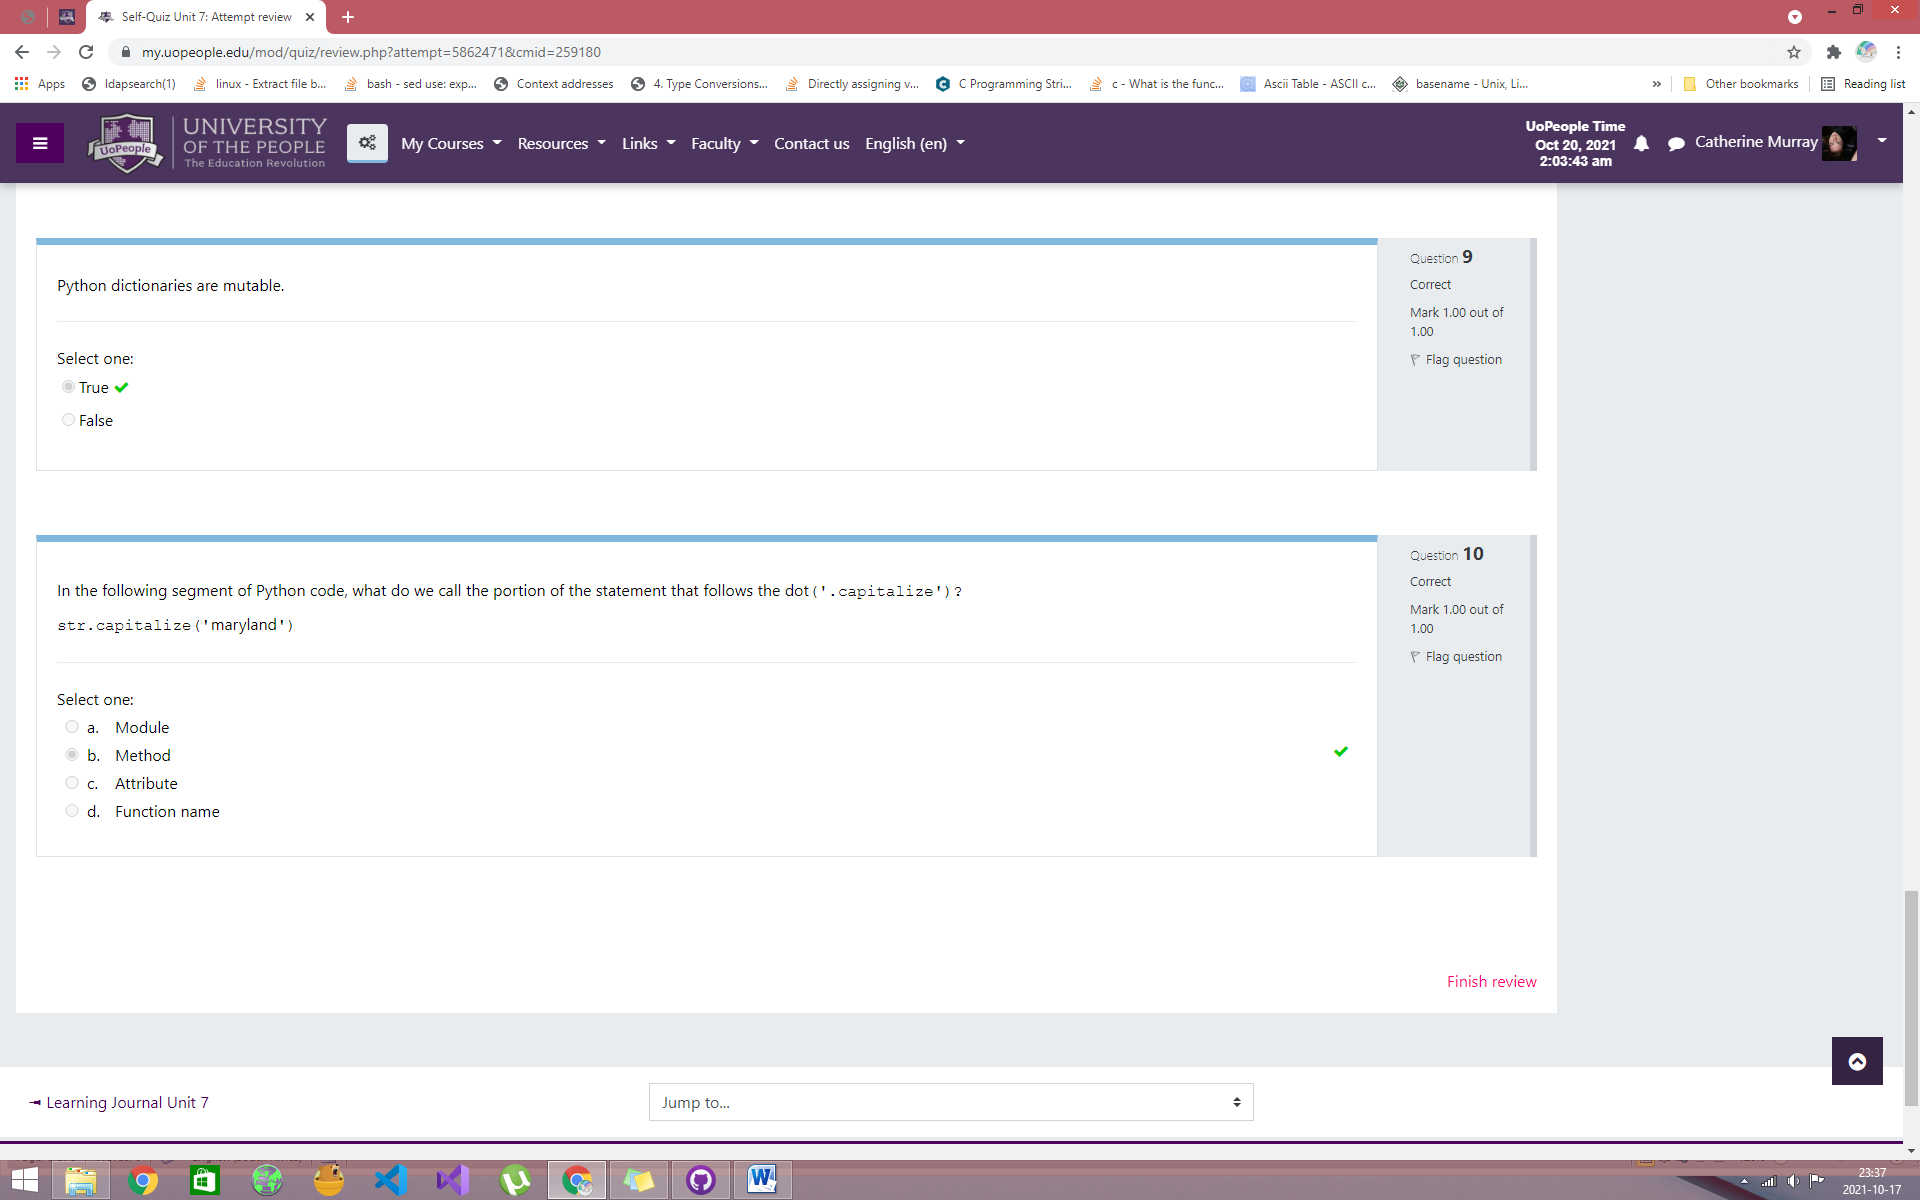 Self-Quiz Unit 7: Attempt review
my.uopeople.edu/mod/quiz/review.php?attempt=5862471&cmid=259180
Apps ldapsearch(1) linux - Extract file b... bash - sed use: exp... Context addresses 4. Type Conversions... Directly assigning v... C Programming Stri... c - What is the func... Ascii Table - ASCII c... basename - Unix, Li... » Other bookmarks Reading list
UoPeople
UNIVERSITY
OF THE PEOPLE
The Education Revolution
My Courses Resources Links Faculty Contact us English (en)
UoPeople Time
Oct 20, 2021
2:03:43 am
Catherine Murray
Question 9
Correct
Mark 1.00 out of
1.00
Flag question
Python dictionaries are mutable.
Select one:
True
False
Question 10
Correct
Mark 1.00 out of
1.00
Flag question
In the following segment of Python code, what do we call the portion of the statement that follows the dot('.capitalize')?
str.capitalize('maryland')
Select one:
a. Module
b. Method
c. Attribute
d. Function name
Finish review
◄ Learning Journal Unit 7
Jump to...
23:37
2021-10-17